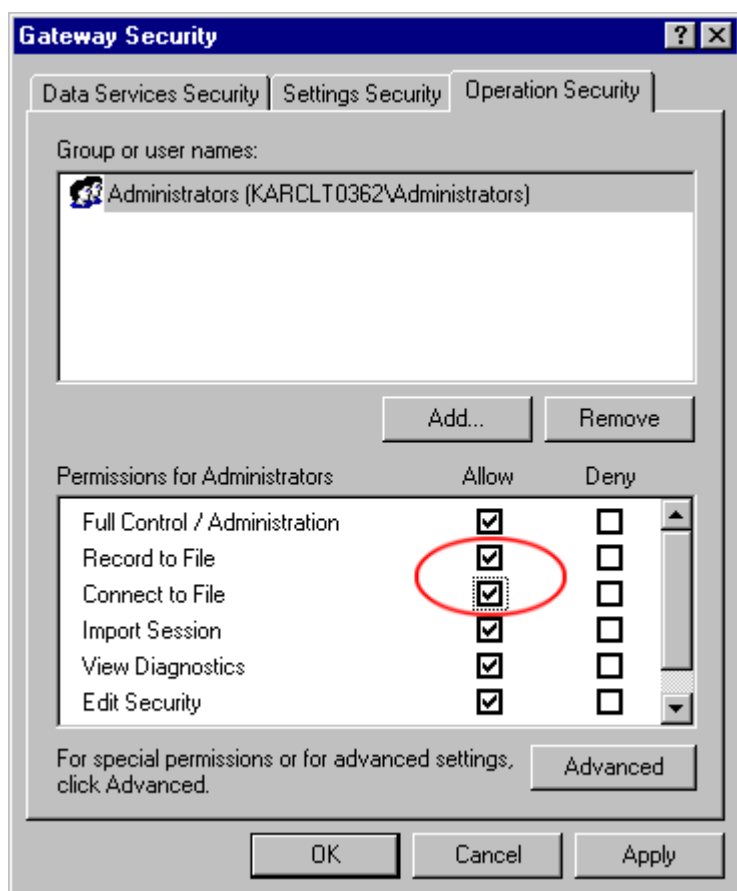 Gateway Security
Data Services Security Settings Security Operation Security
Group or user names:
Administrators (KARCLT0362\Administrators)
Add... Remove
Permissions for Administrators Allow Deny
Full Control / Administration
Record to File
Connect to File
Import Session
View Diagnostics
Edit Security
For special permissions or for advanced settings,
click Advanced.
Advanced
OK Cancel Apply